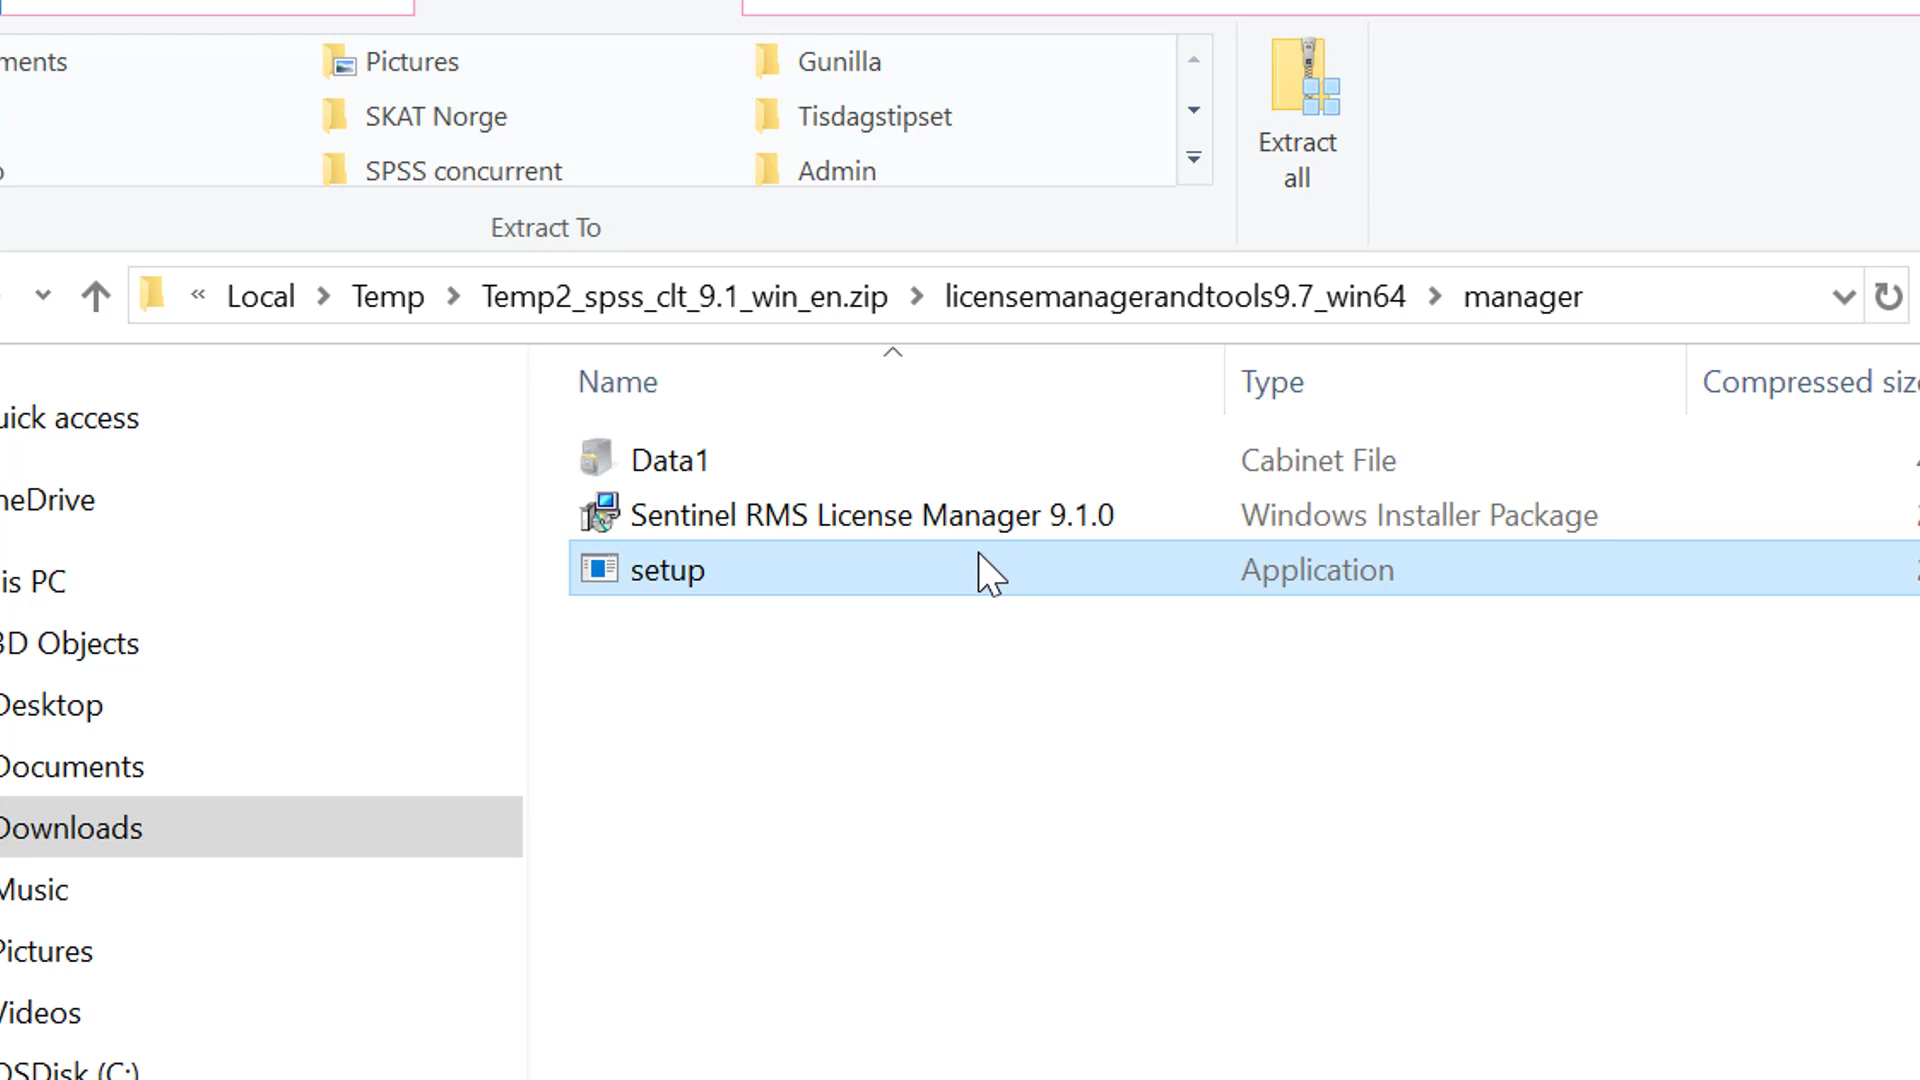 ments
Pictures
Gunilla
SKAT Norge
Tisdagstipset
SPSS concurrent
Admin
Extract all
Extract To
« Local > Temp > Temp2_spss_clt_9.1_win_en.zip > licensemanagerandtools9.7_win64 > manager
Name
Type
Compressed siz
uick access
neDrive
is PC
3D Objects
Desktop
Documents
Downloads
Music
Pictures
Videos
OSDisk (C:)
Data1
Cabinet File
Sentinel RMS License Manager 9.1.0
Windows Installer Package
setup
Application